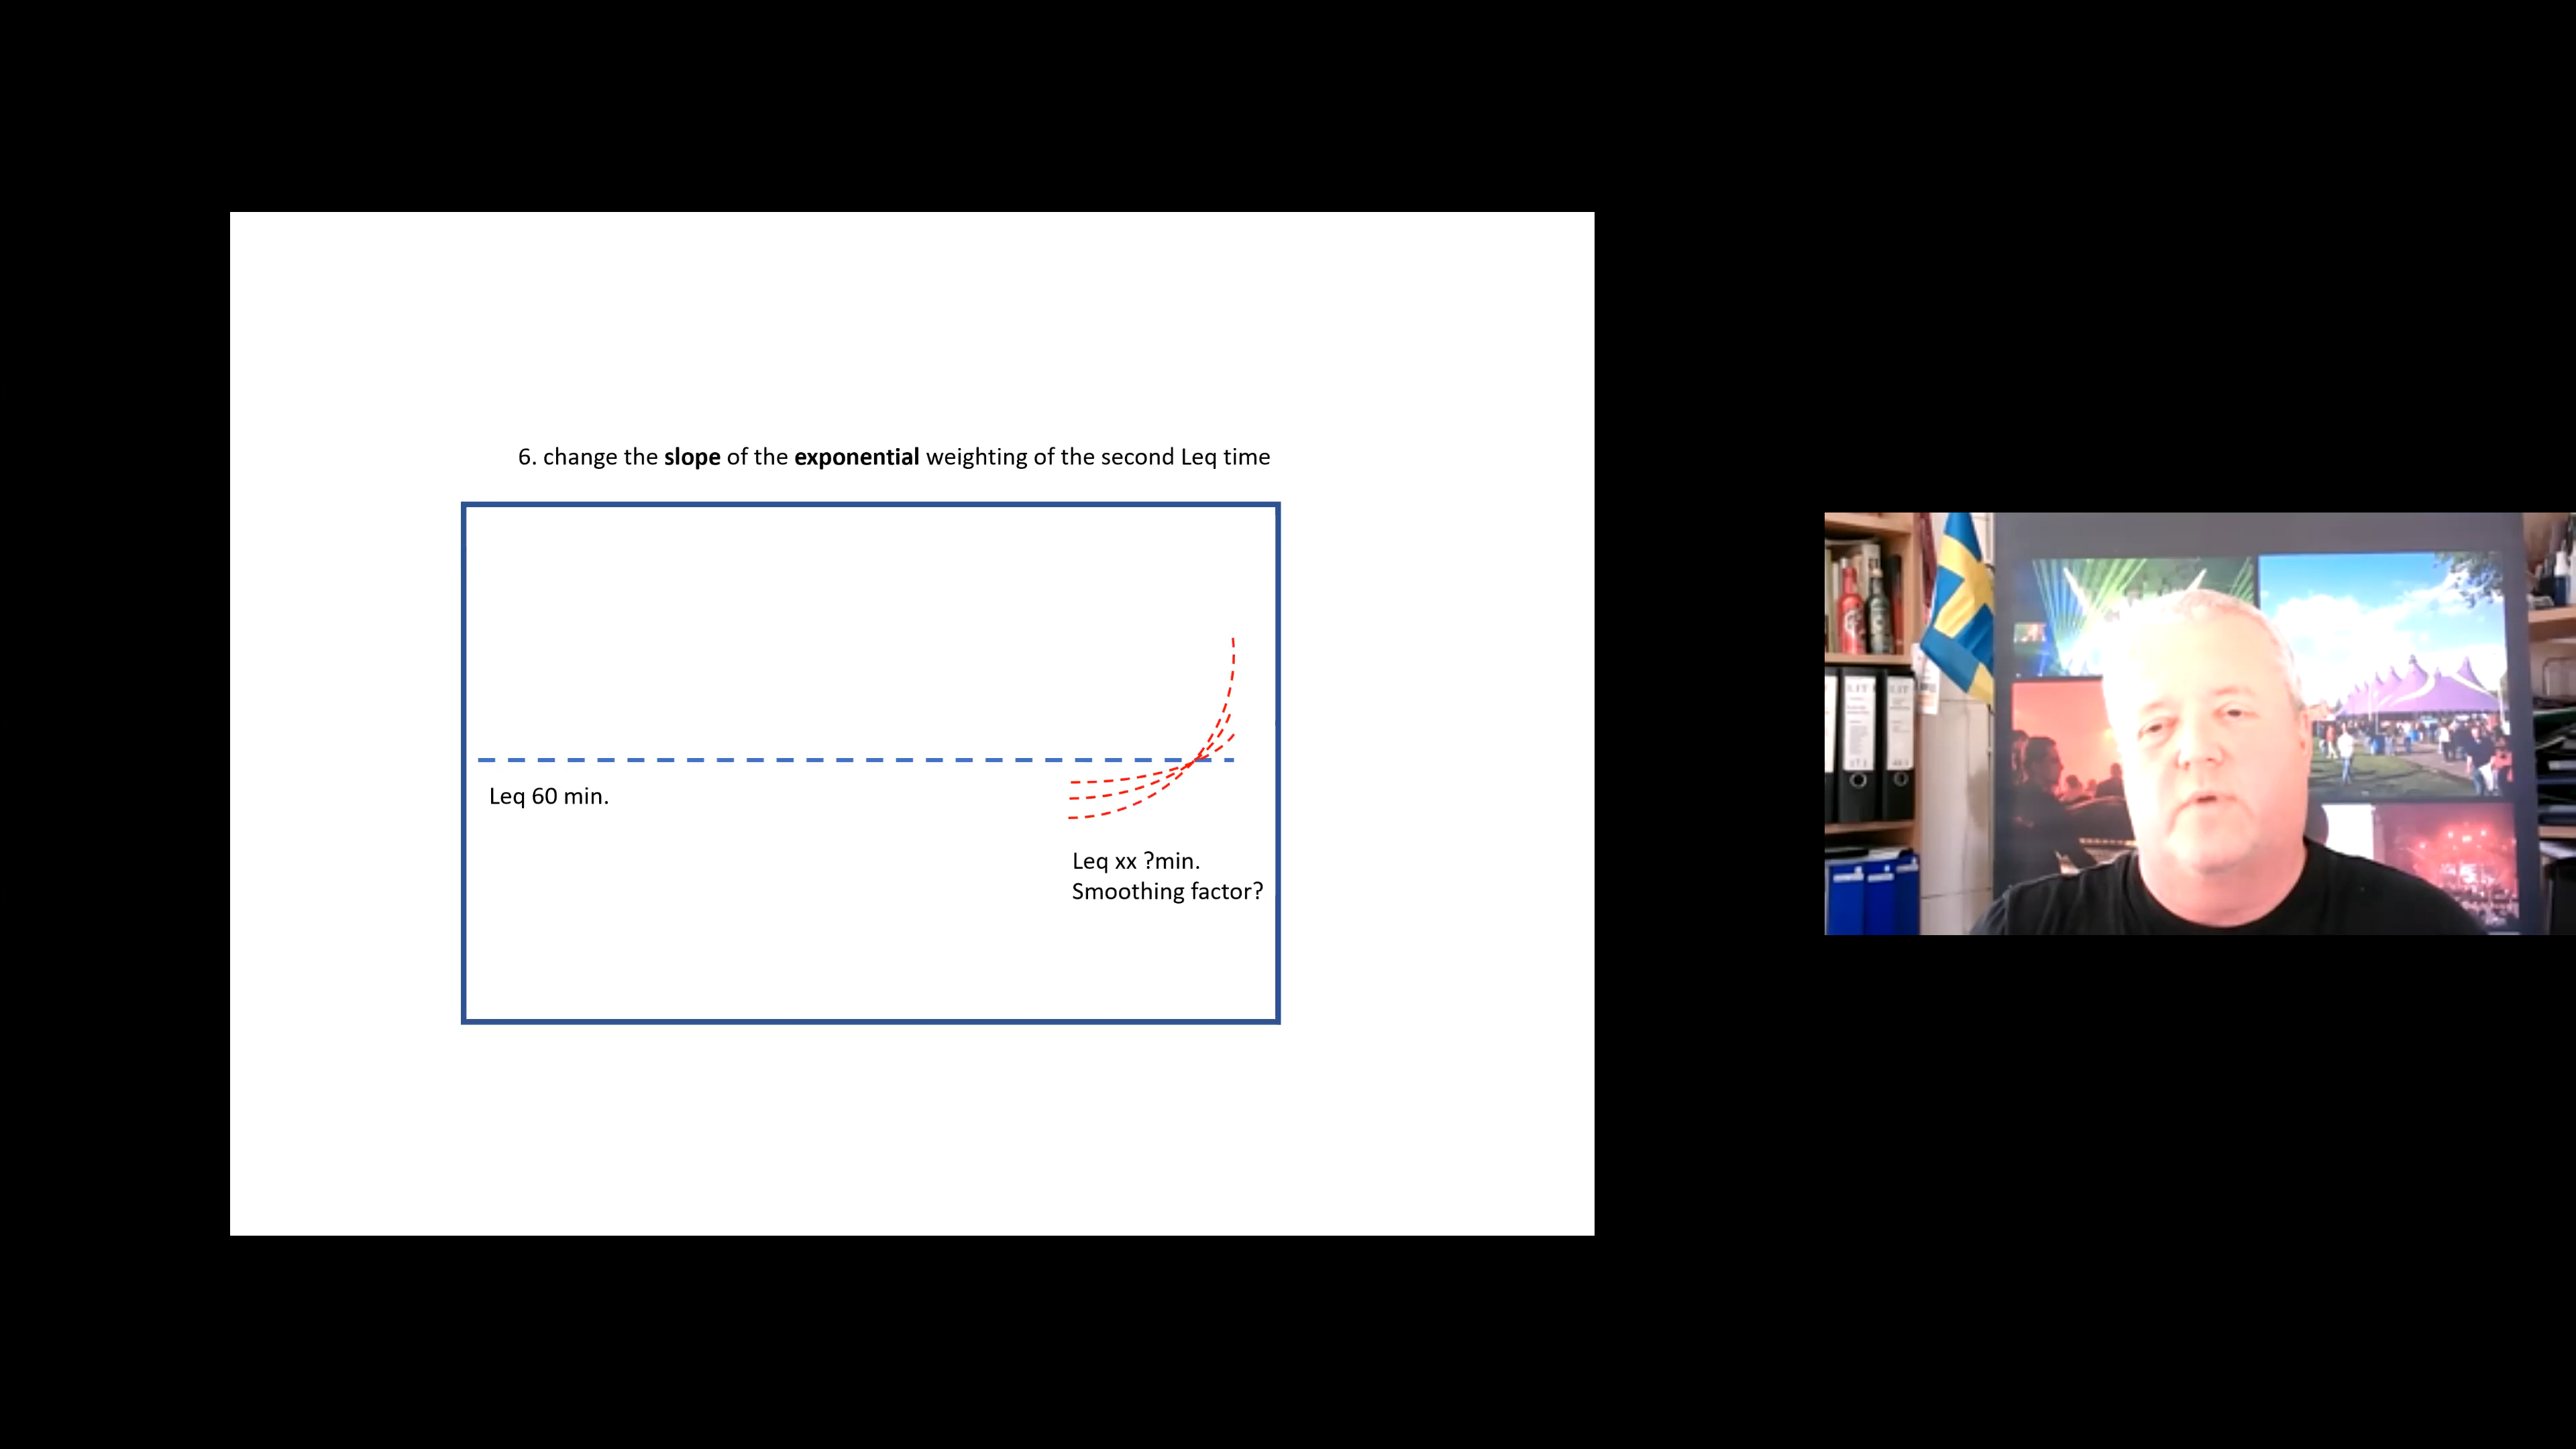 6. change the slope of the exponential weighting of the second Leq time
Leq 60 min.
Leq xx ?min.
Smoothing factor?